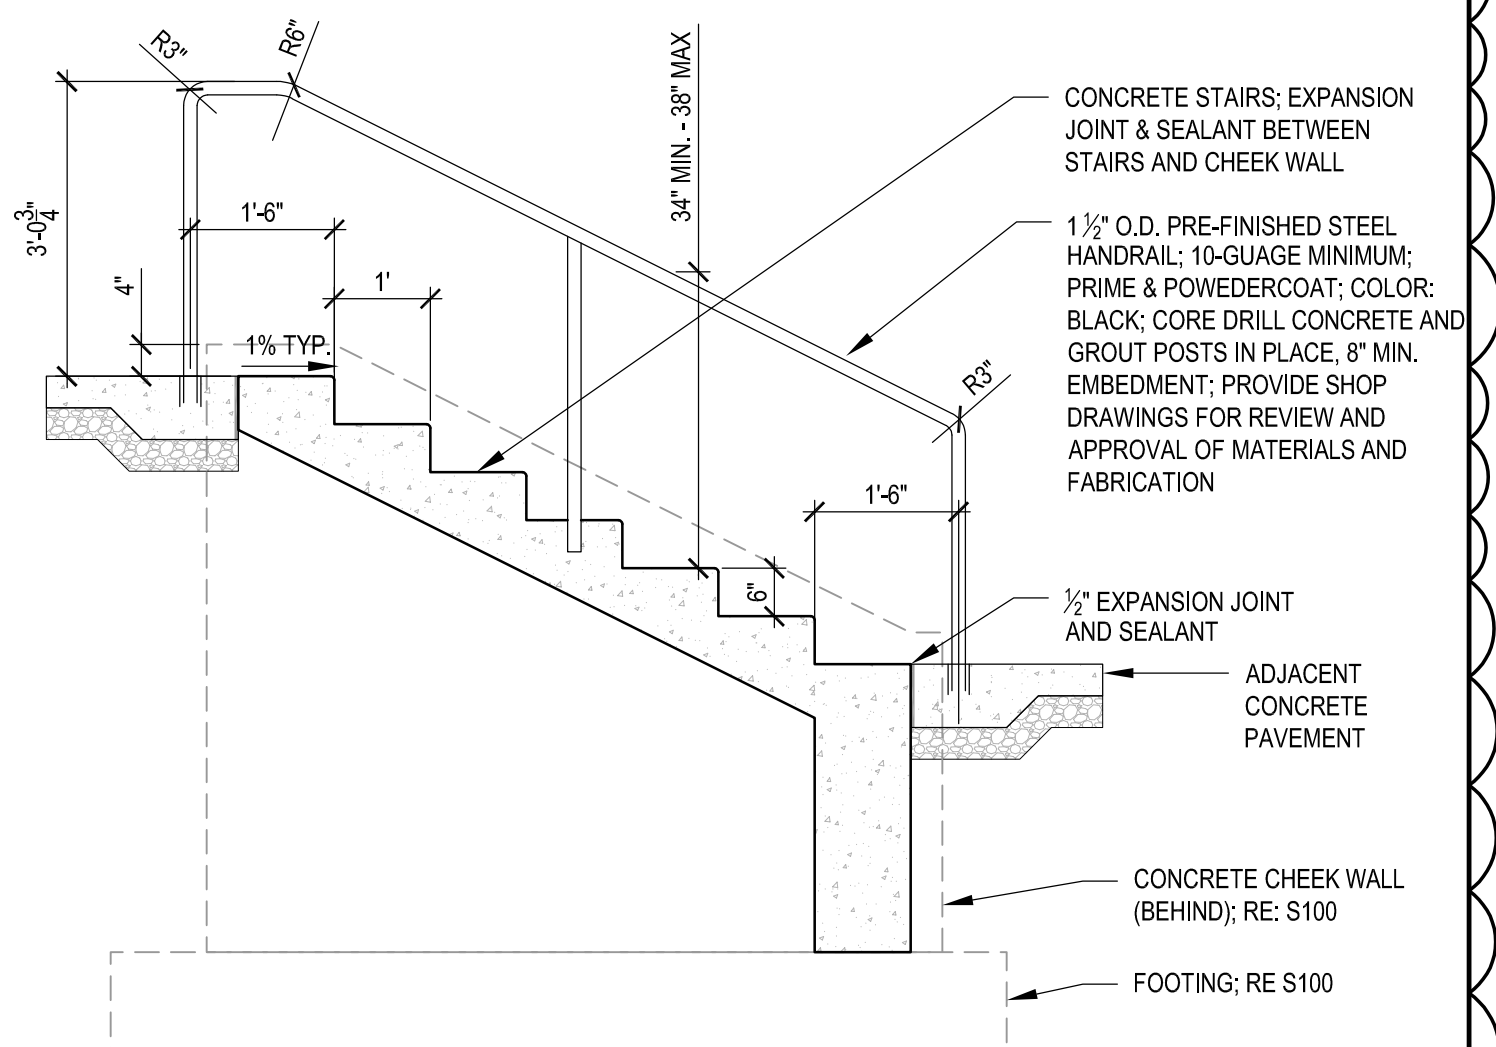 R3"
R6"
34" MIN. - 38" MAX
3'-0 3/4"
1'-6"
4"
1'
1% TYP.
CONCRETE STAIRS; EXPANSION
JOINT & SEALANT BETWEEN
STAIRS AND CHEEK WALL
1 ½" O.D. PRE-FINISHED STEEL
HANDRAIL; 10-GUAGE MINIMUM;
PRIME & POWEDERCOAT; COLOR:
BLACK; CORE DRILL CONCRETE AND
GROUT POSTS IN PLACE, 8" MIN.
EMBEDMENT; PROVIDE SHOP
DRAWINGS FOR REVIEW AND
APPROVAL OF MATERIALS AND
FABRICATION
R3"
1'-6"
6"
½" EXPANSION JOINT
AND SEALANT
ADJACENT
CONCRETE
PAVEMENT
CONCRETE CHEEK WALL
(BEHIND); RE: S100
FOOTING; RE S100